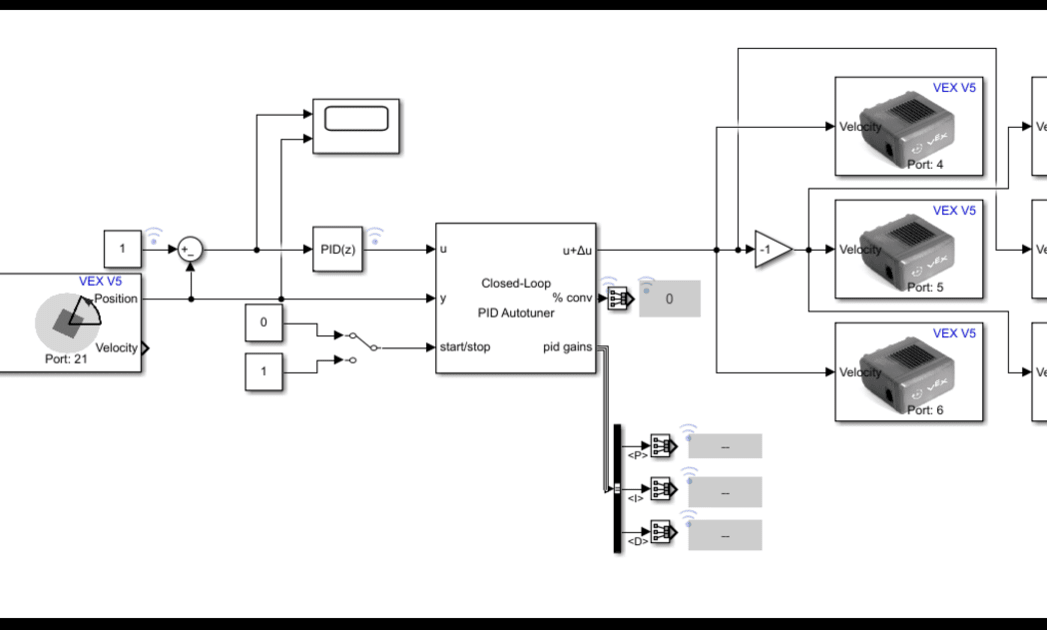 VEX V5
Velocity
Port: 4
1
+
_
PID(z)
u
u+Δu
-1
VEX V5
Velocity
Port: 5
VEX V5
Position
Velocity
Port: 21
y
Closed-Loop
PID Autotuner
% conv
0
0
1
start/stop
pid gains
VEX V5
Velocity
Port: 6
Ve
Ve
Ve
<P>
--
<I>
--
<D>
--